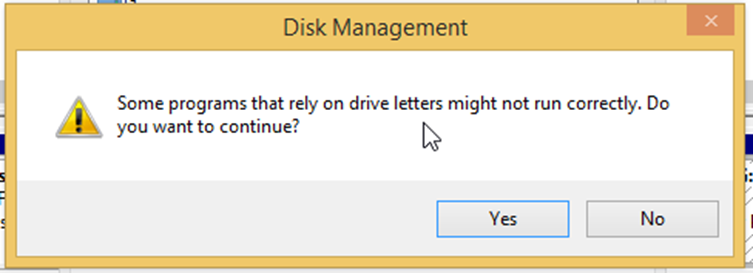 Disk Management
Some programs that rely on drive letters might not run correctly. Do
you want to continue?
Yes
No